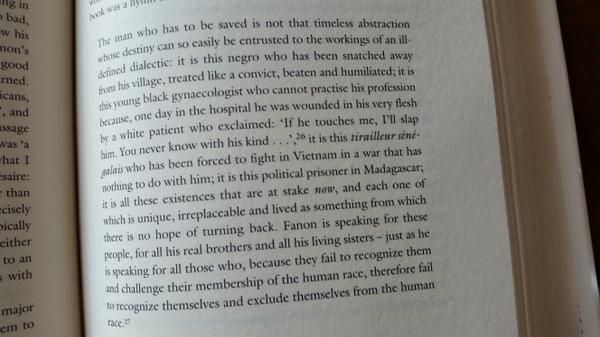 ng in
o bad,
w his
non's
good
rned.
icans,
', and
assage
was 'a
hat I
ésaire:
r than
ecisely
pically
either
to an
s with
major
em to
book was a hymn
The man who has to be saved is not that timeless abstraction
whose destiny can so easily be entrusted to the workings of an ill-
defined dialectic: it is this negro who has been snatched away
from his village, treated like a convict, beaten and humiliated; it is
this young black gynaecologist who cannot practise his profession
because, one day in the hospital he was wounded in his very flesh
by a white patient who exclaimed: 'If he touches me, I'll slap
him. You never know with his kind . . .',26 it is this tirailleur séné-
galais who has been forced to fight in Vietnam in a war that has
nothing to do with him; it is this political prisoner in Madagascar;
it is all these existences that are at stake now, and each one of
which is unique, irreplaceable and lived as something from which
there is no hope of turning back. Fanon is speaking for these
people, for all his real brothers and all his living sisters – just as he
is speaking for all those who, because they fail to recognize them
and challenge their membership of the human race, therefore fail
to recognize themselves and exclude themselves from the human
race.27